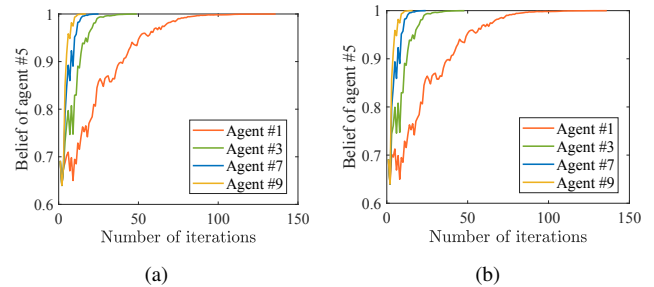 Belief of agent #5
1
0.9
0.8
0.7
0.6
0
50
100
150
Number of iterations
Agent #1
Agent #3
Agent #7
Agent #9
(a)
Belief of agent #5
1
0.9
0.8
0.7
0.6
0
50
100
150
Number of iterations
Agent #1
Agent #3
Agent #7
Agent #9
(b)